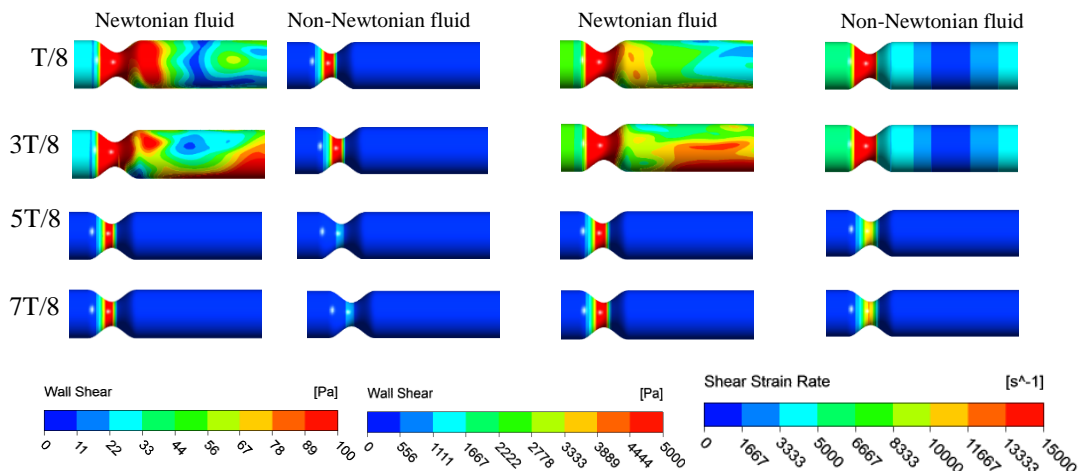 Newtonian fluid Non-Newtonian fluid Newtonian fluid Non-Newtonian fluid
T/8
3T/8
5T/8
7T/8
Wall Shear [Pa]
0 11 22 33 44 56 67 78 89 100
Wall Shear [Pa]
0 556 1111 1667 2222 2778 3333 3889 4444 5000
Shear Strain Rate [s^-1]
0 1667 3333 5000 6667 8333 10000 11667 13333 15000